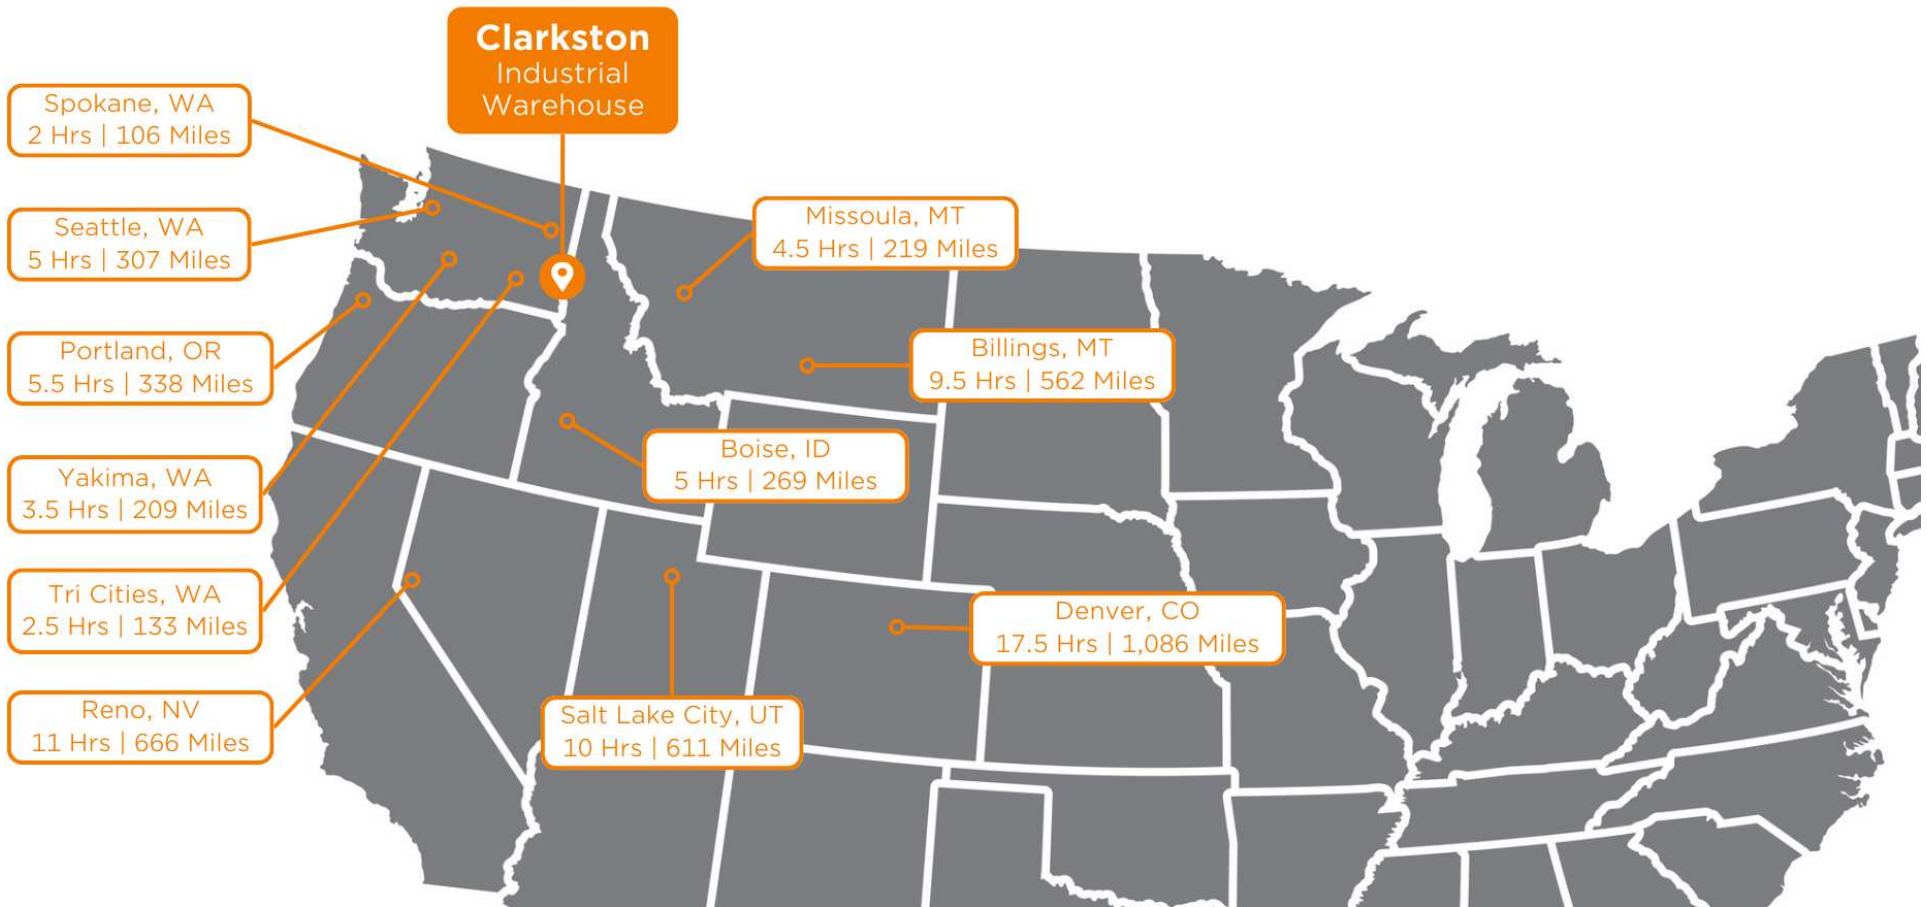 Clarkston
Industrial
Warehouse
Spokane, WA
2 Hrs | 106 Miles
Seattle, WA
5 Hrs | 307 Miles
Portland, OR
5.5 Hrs | 338 Miles
Yakima, WA
3.5 Hrs | 209 Miles
Tri Cities, WA
2.5 Hrs | 133 Miles
Reno, NV
11 Hrs | 666 Miles
Missoula, MT
4.5 Hrs | 219 Miles
Billings, MT
9.5 Hrs | 562 Miles
Boise, ID
5 Hrs | 269 Miles
Denver, CO
17.5 Hrs | 1,086 Miles
Salt Lake City, UT
10 Hrs | 611 Miles